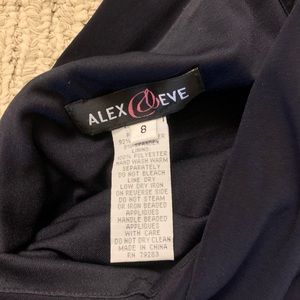 ALEX & EVE
8
LINING:
100% POLYESTER
HAND WASH WARM
SEPARATELY
DO NOT BLEACH
LINE DRY
LOW DRY IRON
ON REVERSE SIDE
DO NOT STEAM
OR IRON BEADED
APPLIQUES
HANDLE BEADED
APPLIQUES
WITH CARE
DO NOT DRY CLEAN
MADE IN CHINA
RN 79283